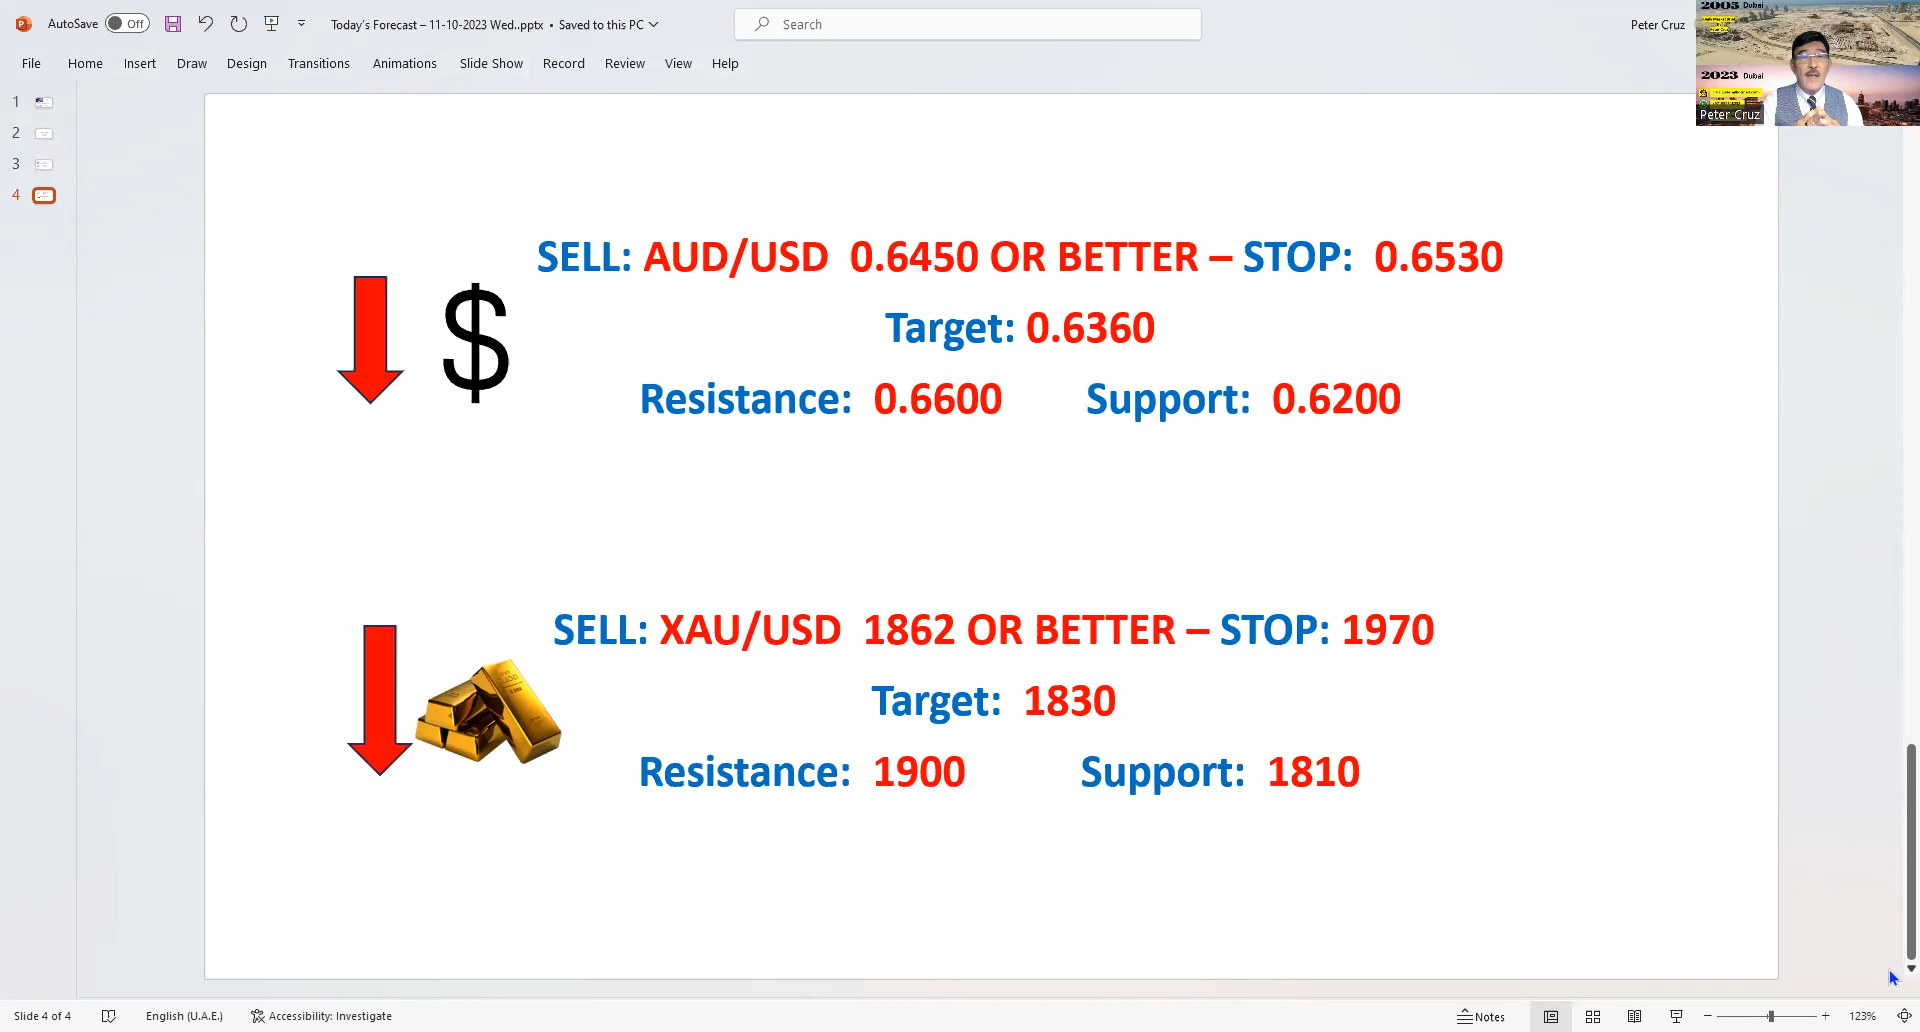 AutoSave Off Today's Forecast – 11-10-2023 Wed..pptx • Saved to this PC Search Peter Cruz
File Home Insert Draw Design Transitions Animations Slide Show Record Review View Help
2005 Dubai
2023 Dubai
Peter Cruz
1
2
3
4
SELL: AUD/USD 0.6450 OR BETTER – STOP: 0.6530
Target: 0.6360
Resistance: 0.6600 Support: 0.6200
SELL: XAU/USD 1862 OR BETTER – STOP: 1970
Target: 1830
Resistance: 1900 Support: 1810
Slide 4 of 4 English (U.A.E.) Accessibility: Investigate Notes 123%